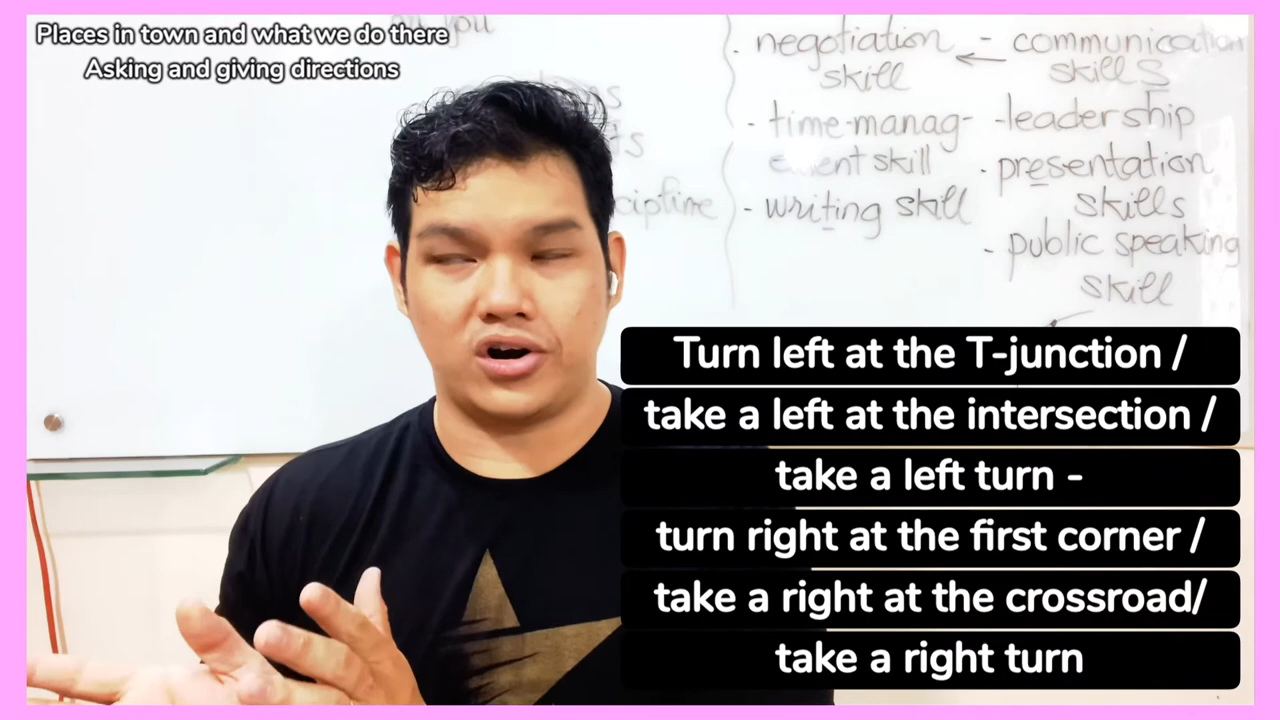 Places in town and what we do there
Asking and giving directions
you
- negotiation
skill
- time-manag-
ement skill
- writing skill
← - communication
skills
- leadership
- presentation
skills
- public speaking
skill
Turn left at the T-junction /
take a left at the intersection /
take a left turn -
turn right at the first corner /
take a right at the crossroad/
take a right turn